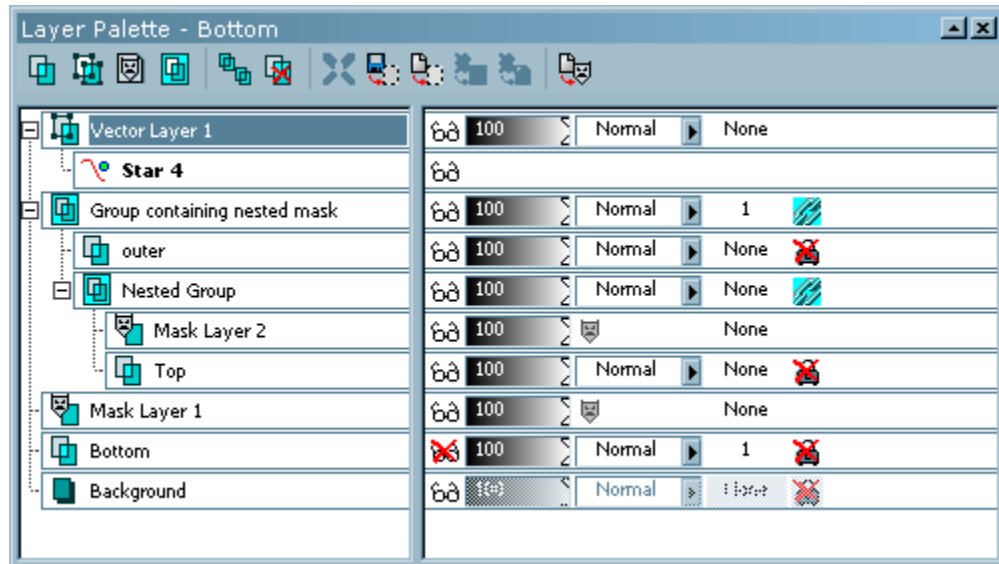 Layer Palette - Bottom
Vector Layer 1 100 Normal None
Star 4
Group containing nested mask 100 Normal 1
outer 100 Normal None
Nested Group 100 Normal None
Mask Layer 2 100 None
Top 100 Normal None
Mask Layer 1 100 None
Bottom 100 Normal 1
Background Normal